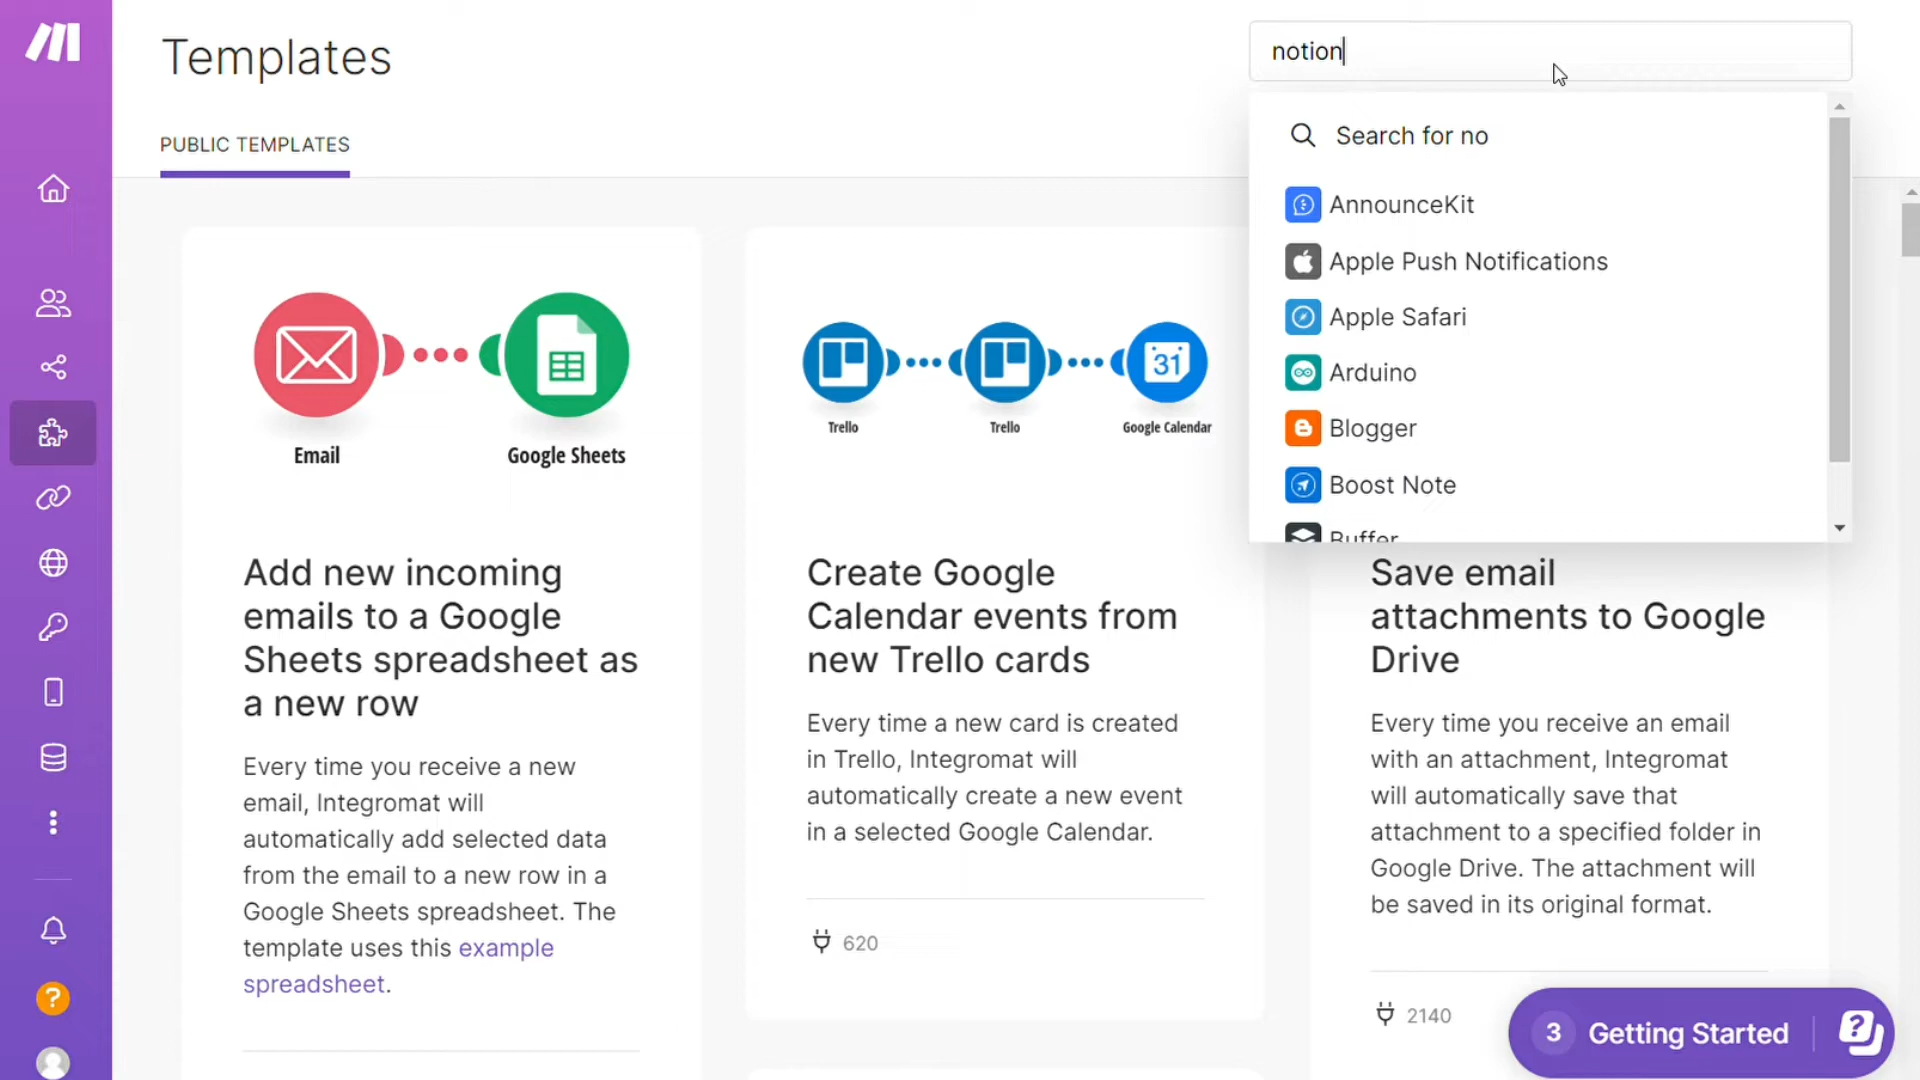 Templates
notion
PUBLIC TEMPLATES
Search for no
AnnounceKit
Apple Push Notifications
Apple Safari
Arduino
Blogger
Boost Note
Buffer
Email
Google Sheets
Add new incoming
emails to a Google
Sheets spreadsheet as
a new row
Every time you receive a new
email, Integromat will
automatically add selected data
from the email to a new row in a
Google Sheets spreadsheet. The
template uses this example
spreadsheet.
Trello
Trello
31
Google Calendar
Create Google
Calendar events from
new Trello cards
Every time a new card is created
in Trello, Integromat will
automatically create a new event
in a selected Google Calendar.
620
Save email
attachments to Google
Drive
Every time you receive an email
with an attachment, Integromat
will automatically save that
attachment to a specified folder in
Google Drive. The attachment will
be saved in its original format.
2140
3 Getting Started ?
?